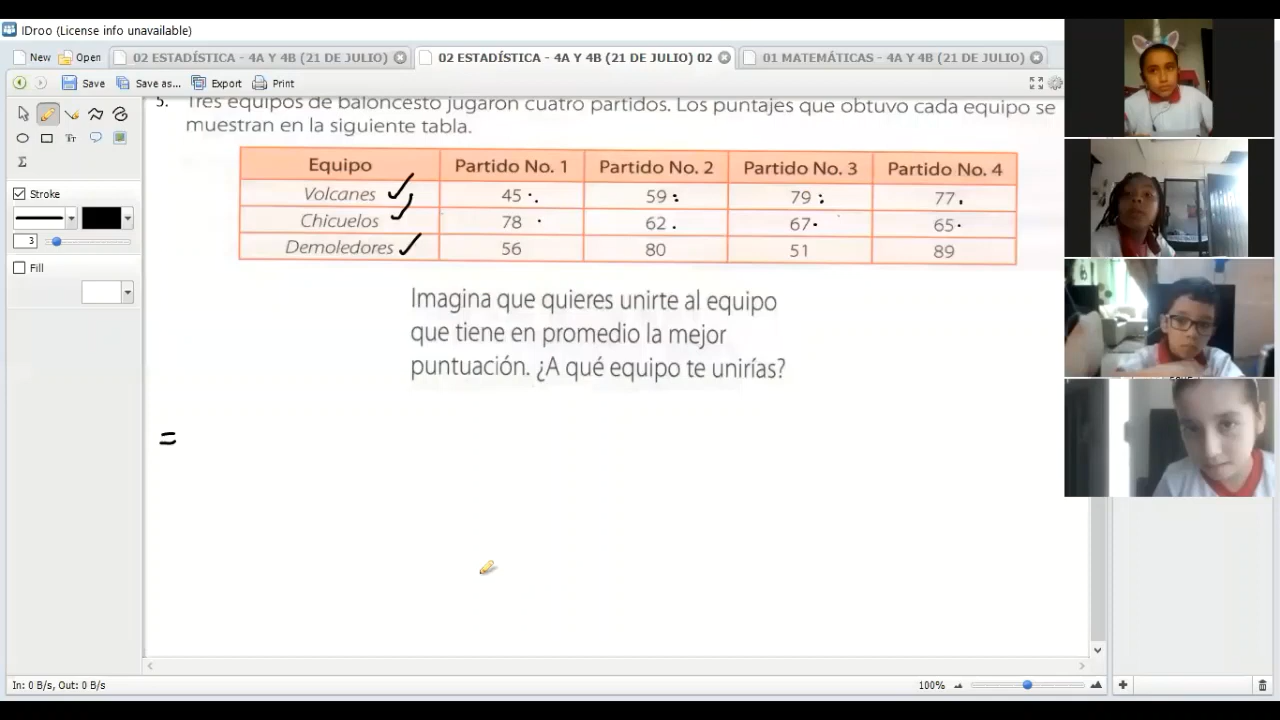 IDroo (License info unavailable)
New Open 02 ESTADÍSTICA - 4A Y 4B (21 DE JULIO) 02 ESTADÍSTICA - 4A Y 4B (21 DE JULIO) 02 01 MATEMÁTICAS - 4A Y 4B (21 DE JULIO)
Save Save as... Export Print
5. Tres equipos de baloncesto jugaron cuatro partidos. Los puntajes que obtuvo cada equipo se
muestran en la siguiente tabla.
Equipo Partido No. 1 Partido No. 2 Partido No. 3 Partido No. 4
Volcanes 45 59 79 77
Chicuelos 78 62 67 65
Demoledores 56 80 51 89
Imagina que quieres unirte al equipo
que tiene en promedio la mejor
puntuación. ¿A qué equipo te unirías?
=
Tr
Σ
Stroke
3
Fill
In: 0 B/s, Out: 0 B/s
100%